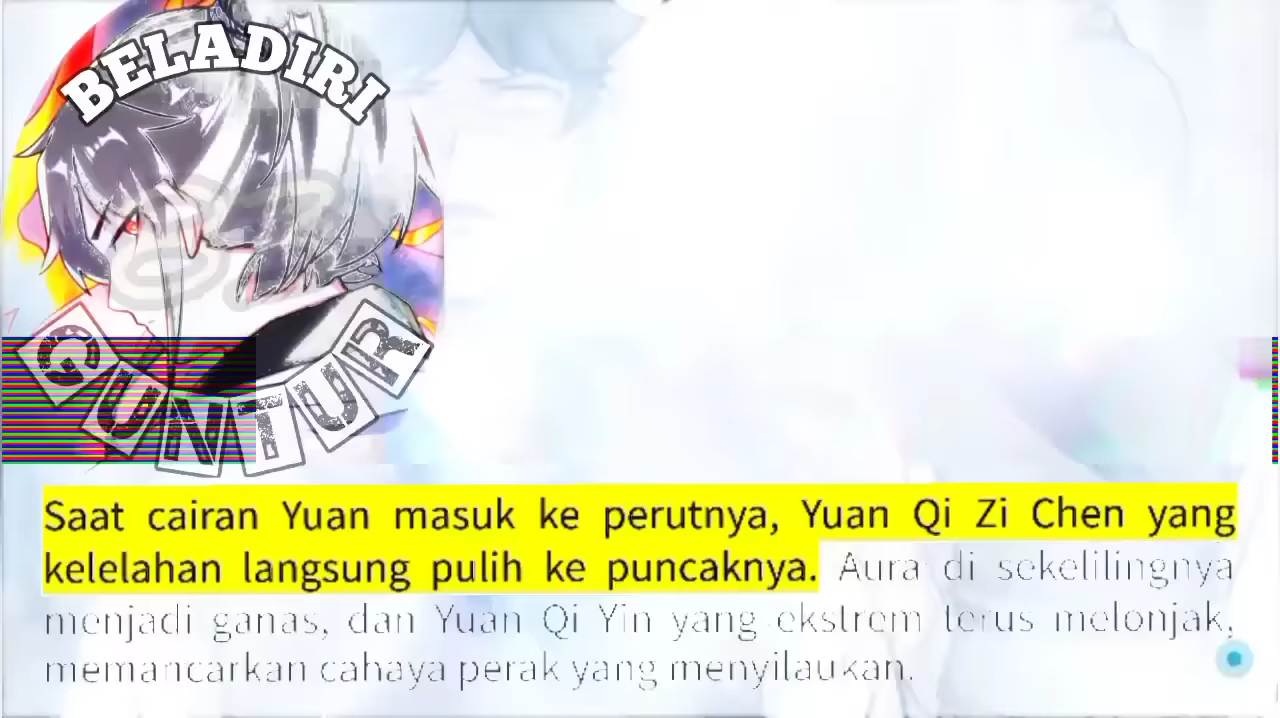 BELADIRI
GUNTUR
Saat cairan Yuan masuk ke perutnya, Yuan Qi Zi Chen yang
kelelahan langsung pulih ke puncaknya. Aura di sekelilingnya
menjadi ganas, dan Yuan Qi Yin yang ekstrem terus melonjak,
memancarkan cahaya perak yang menyilaukan.